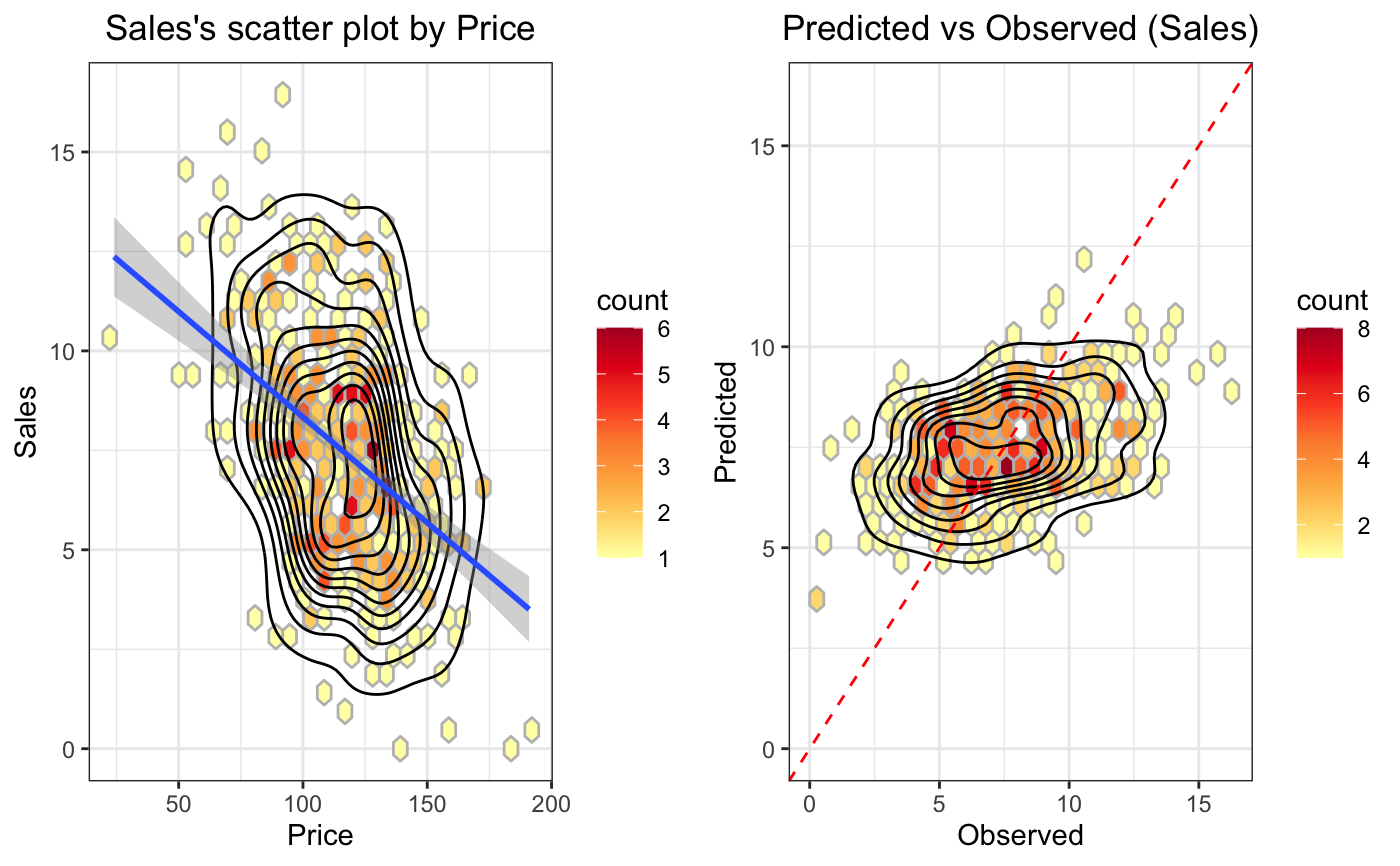 Sales's scatter plot by Price
Sales
15
10
5
0
50 100 150 200
Price
count
6
5
4
3
2
1
Predicted vs Observed (Sales)
Predicted
15
10
5
0
0 5 10 15
Observed
count
8
6
4
2